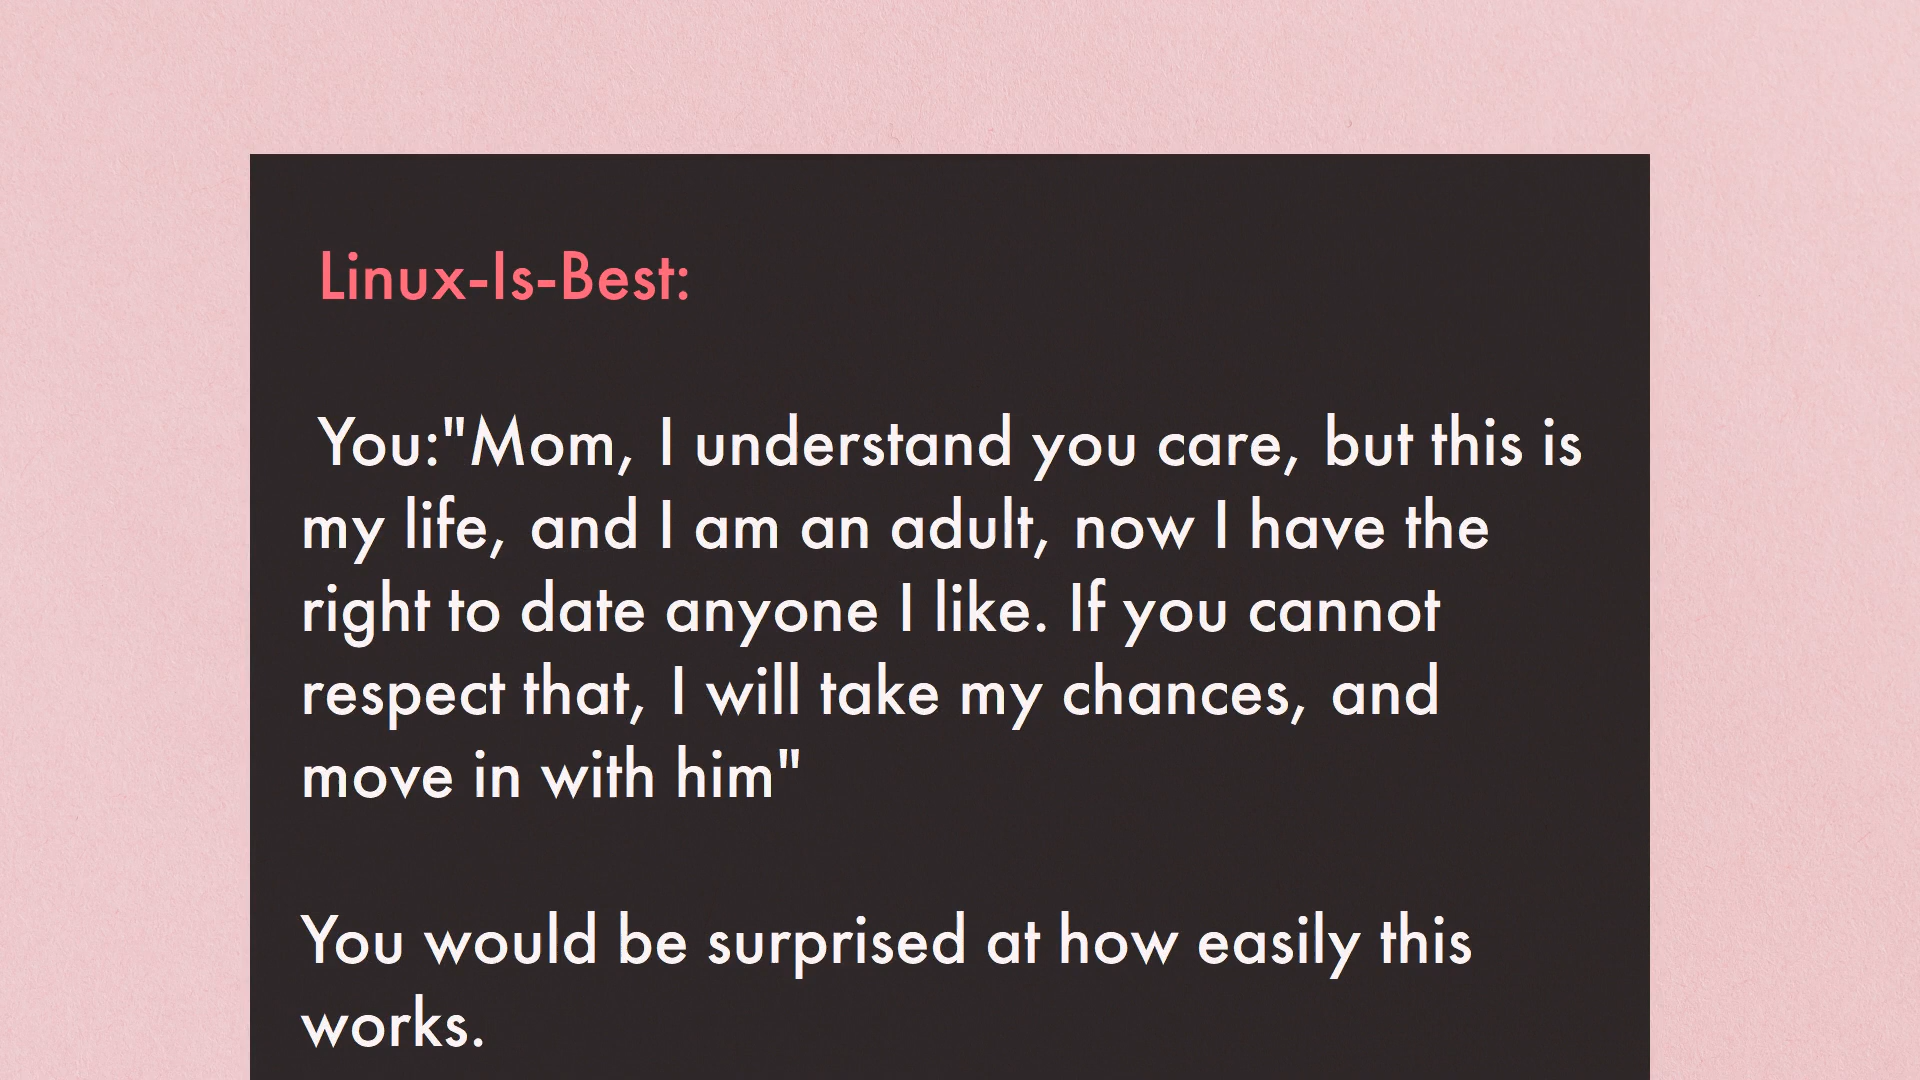 Linux-Is-Best:
You:"Mom, I understand you care, but this is
my life, and I am an adult, now I have the
right to date anyone I like. If you cannot
respect that, I will take my chances, and
move in with him"
You would be surprised at how easily this
works.